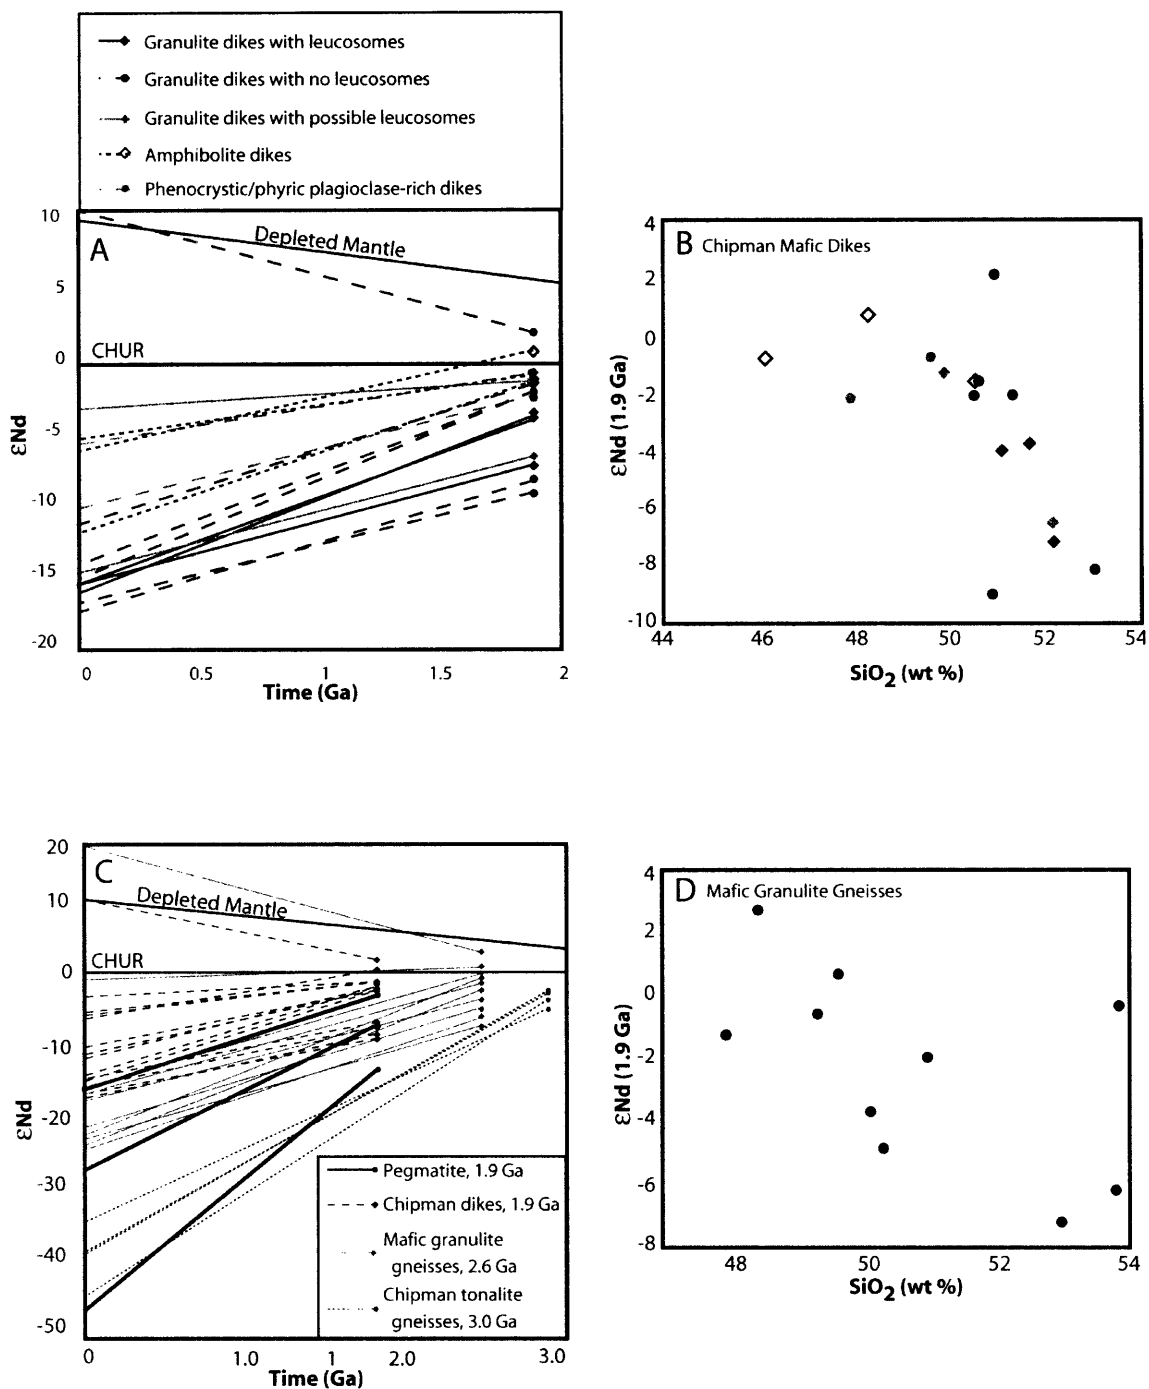 Granulite dikes with leucosomes
Granulite dikes with no leucosomes
Granulite dikes with possible leucosomes
Amphibolite dikes
Phenocrystic/phyric plagioclase-rich dikes
A
Depleted Mantle
CHUR
10
5
0
-5
-10
-15
-20
εNd
0 0.5 1 1.5 2
Time (Ga)
B Chipman Mafic Dikes
4
2
0
-2
-4
-6
-8
-10
εNd (1.9 Ga)
44 46 48 50 52 54
SiO2 (wt %)
C
Depleted Mantle
CHUR
20
10
0
-10
-20
-30
-40
-50
εNd
Pegmatite, 1.9 Ga
Chipman dikes, 1.9 Ga
Mafic granulite
gneisses, 2.6 Ga
Chipman tonalite
gneisses, 3.0 Ga
0 1.0 1 2.0 3.0
Time (Ga)
D Mafic Granulite Gneisses
4
2
0
-2
-4
-6
-8
εNd (1.9 Ga)
48 50 52 54
SiO2 (wt %)